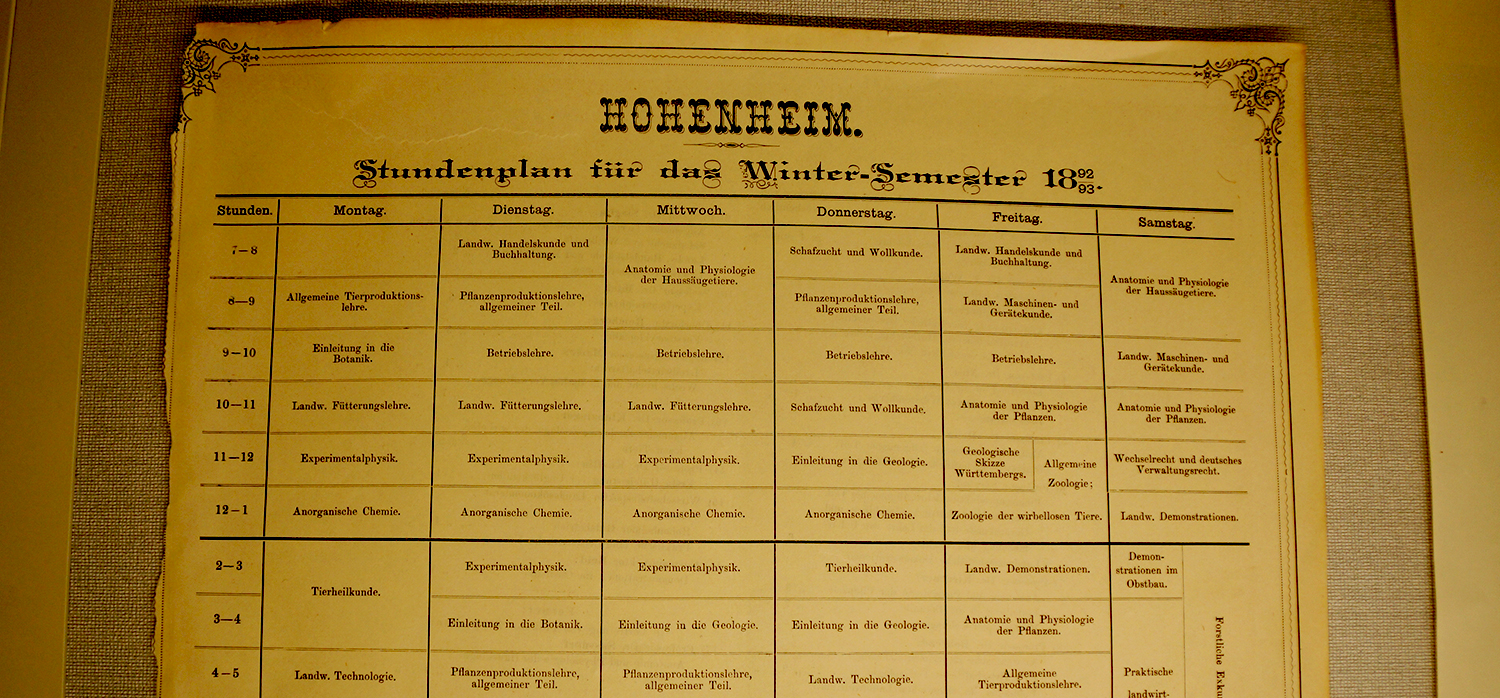 HOHENHEIM.
Stundenplan für das Winter-Semester 1892/93.
Stunden. Montag. Dienstag. Mittwoch. Donnerstag. Freitag. Samstag.
7—8
Landw. Handelskunde und
Buchhaltung.
Anatomie und Physiologie
der Haussäugetiere.
Schafzucht und Wollkunde.
Landw. Handelskunde und
Buchhaltung.
Anatomie und Physiologie
der Haussäugetiere.
8—9
Allgemeine Tierproduktions-
lehre.
Pflanzenproduktionslehre,
allgemeiner Teil.
Pflanzenproduktionslehre,
allgemeiner Teil.
Landw. Maschinen- und
Gerätekunde.
9—10
Einleitung in die
Botanik.
Betriebslehre.
Betriebslehre.
Betriebslehre.
Betriebslehre.
Landw. Maschinen- und
Gerätekunde.
10—11
Landw. Fütterungslehre.
Landw. Fütterungslehre.
Landw. Fütterungslehre.
Schafzucht und Wollkunde.
Anatomie und Physiologie
der Pflanzen.
Anatomie und Physiologie
der Pflanzen.
11—12
Experimentalphysik.
Experimentalphysik.
Experimentalphysik.
Einleitung in die Geologie.
Geologische
Skizze
Württembergs.
Allgemeine
Zoologie;
Wechselrecht und deutsches
Verwaltungsrecht.
12—1
Anorganische Chemie.
Anorganische Chemie.
Anorganische Chemie.
Anorganische Chemie.
Zoologie der wirbellosen Tiere.
Landw. Demonstrationen.
2—3
Tierheilkunde.
Experimentalphysik.
Experimentalphysik.
Tierheilkunde.
Landw. Demonstrationen.
Demon-
strationen im
Obstbau.
3—4
Einleitung in die Botanik.
Einleitung in die Geologie.
Einleitung in die Geologie.
Anatomie und Physiologie
der Pflanzen.
Forstliche
4—5
Landw. Technologie.
Pflanzenproduktionslehre,
allgemeiner Teil.
Pflanzenproduktionslehre,
allgemeiner Teil.
Landw. Technologie.
Allgemeine
Tierproduktionslehre.
Praktische
landwirt-